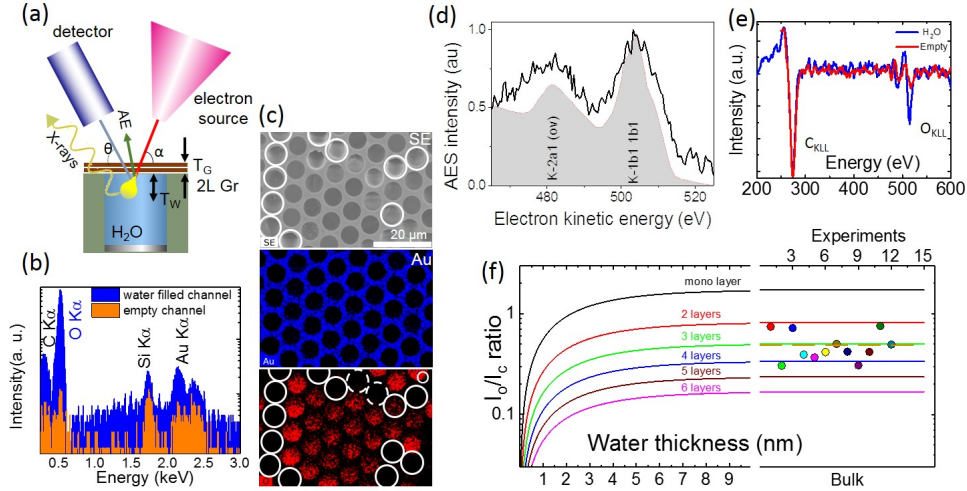 (a)
detector
AE
electron
source
X-rays
θ
α
T_G
2L Gr
T_W
H₂O
(b)
water filled channel
empty channel
C Kα
O Kα
Si Kα
Au Kα
Intensity(a. u.)
0.5 1.0 1.5 2.0 2.5 3.0
Energy (keV)
(c)
SE
SE
20 µm
Au
Au
O
(d)
AES intensity (au)
1.0
0.5
0.0
K-2a1 (ov)
K-1b1 1b1
480 500 520
Electron kinetic energy (eV)
(e)
H₂O
Empty
Intensity (a.u.)
C_KLL
O_KLL
Energy (eV)
200 300 400 500 600
Experiments
3 6 9 12 15
(f)
mono layer
2 layers
3 layers
4 layers
5 layers
6 layers
I_O/I_C ratio
1
0.1
Water thickness (nm)
1 2 3 4 5 6 7 8 9 Bulk